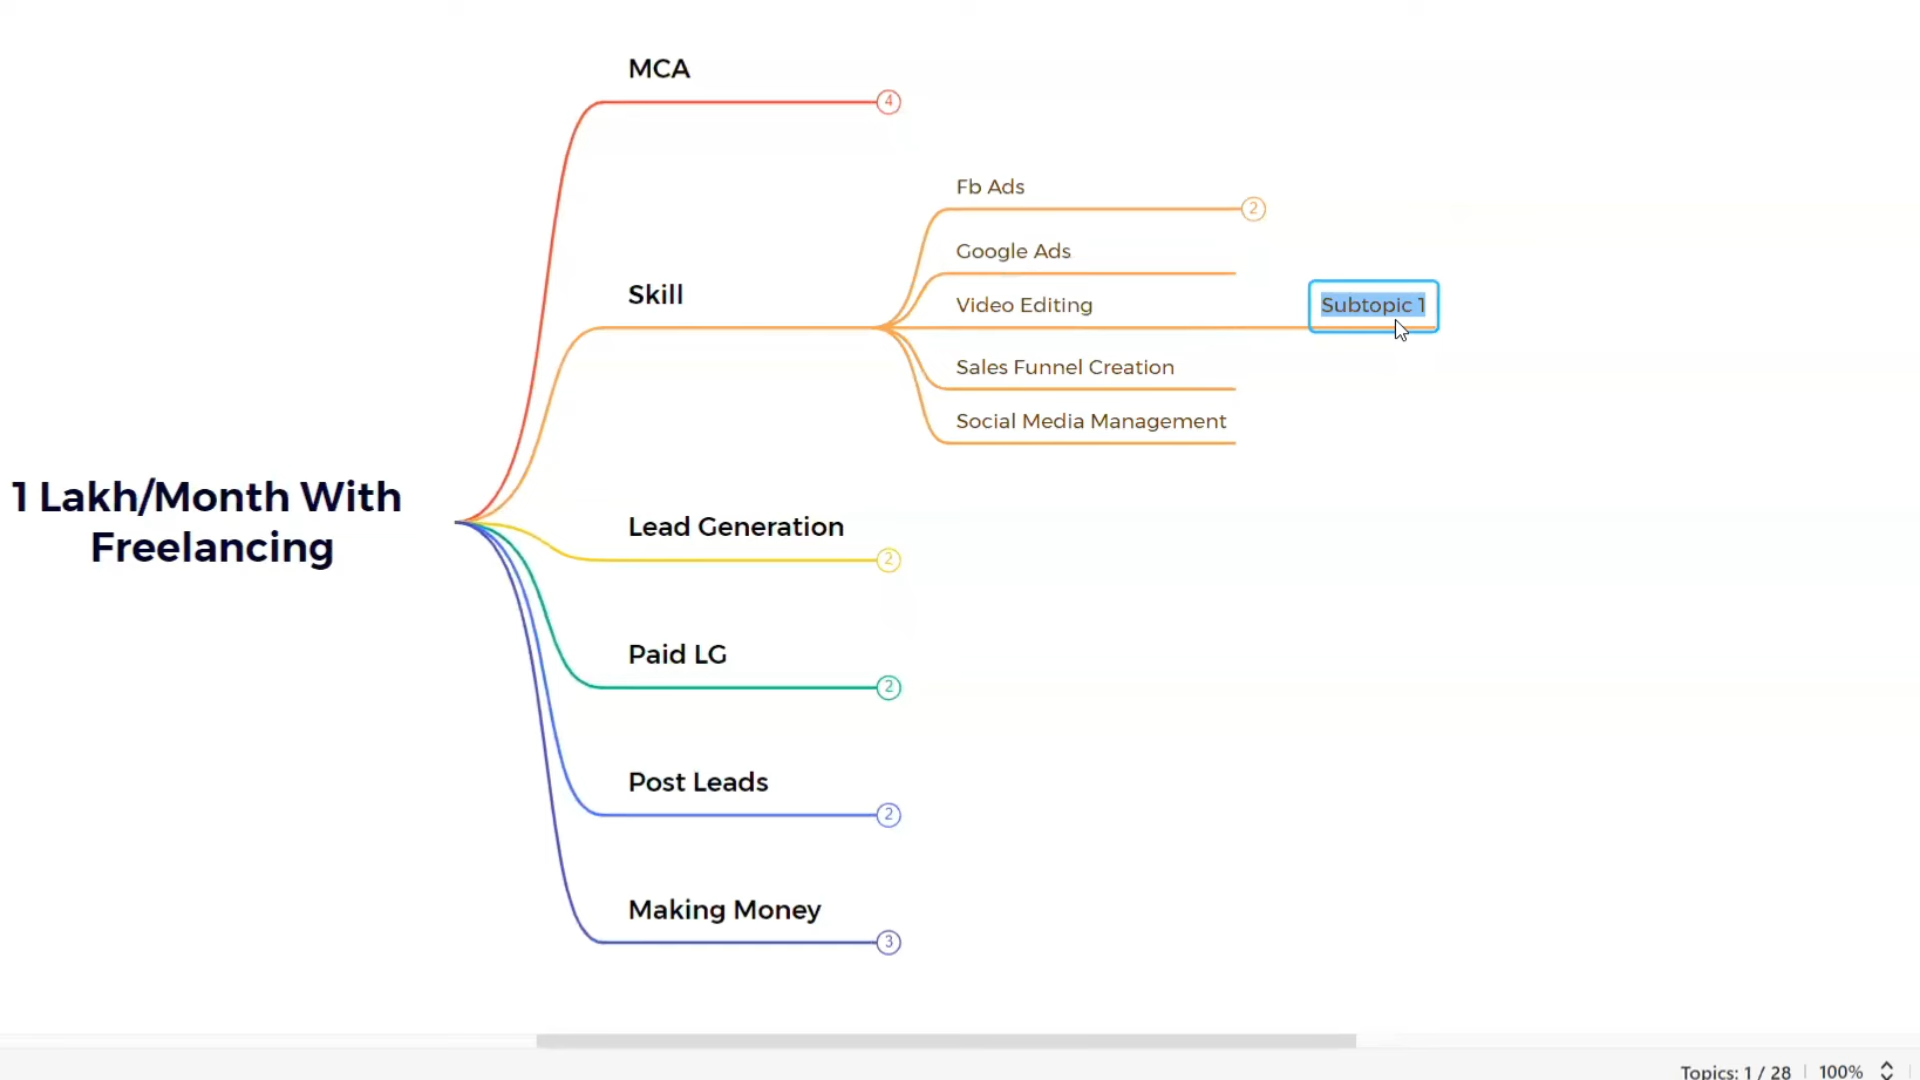 MCA
4
Fb Ads
2
Google Ads
Skill
Video Editing
Subtopic 1
Sales Funnel Creation
Social Media Management
1 Lakh/Month With
Freelancing
Lead Generation
2
Paid LG
2
Post Leads
2
Making Money
3
Topics: 1 / 28
100%